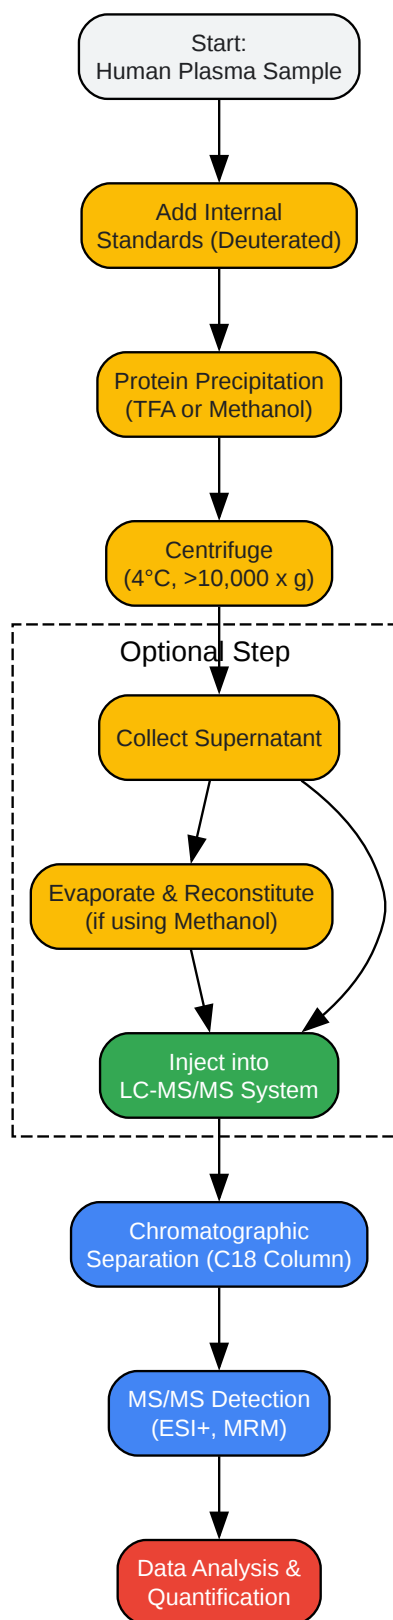 Start:
Human Plasma Sample
Add Internal
Standards (Deuterated)
Protein Precipitation
(TFA or Methanol)
Centrifuge
(4°C, >10,000 x g)
Optional Step
Collect Supernatant
Evaporate & Reconstitute
(if using Methanol)
Inject into
LC-MS/MS System
Chromatographic
Separation (C18 Column)
MS/MS Detection
(ESI+, MRM)
Data Analysis &
Quantification